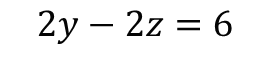 2y − 2z = 6